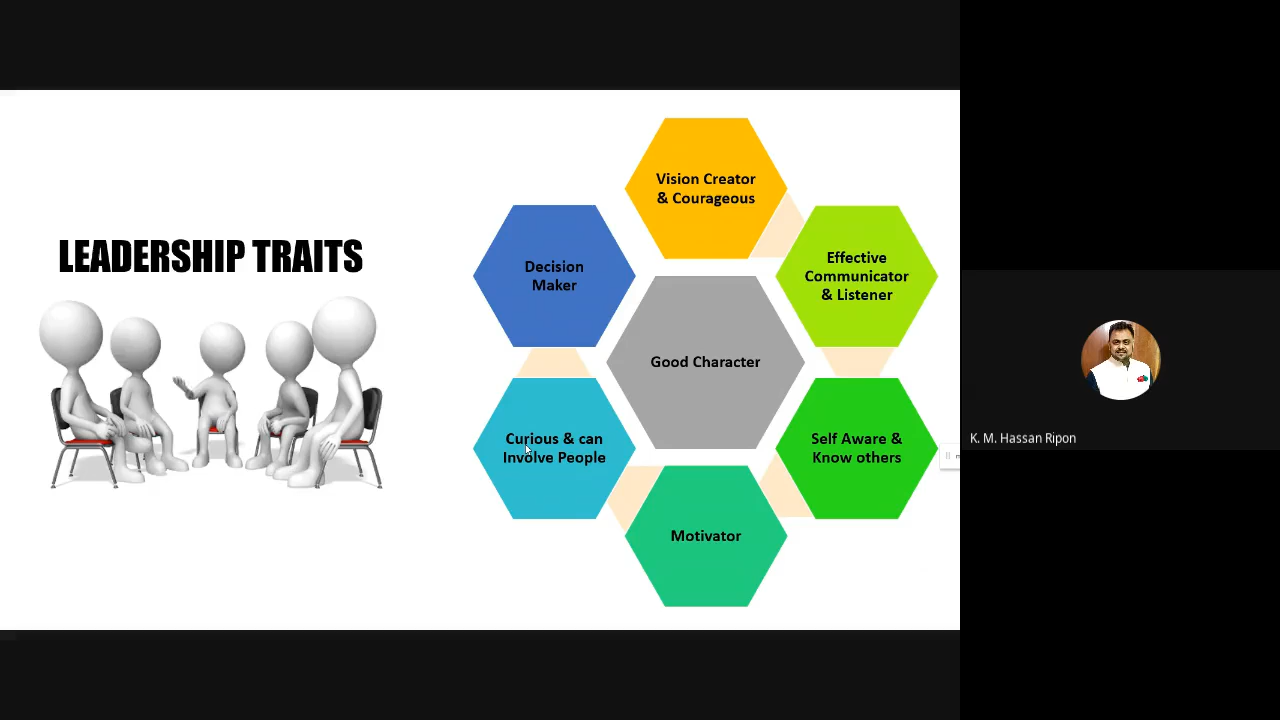 LEADERSHIP TRAITS
Vision Creator
& Courageous
Effective
Communicator
& Listener
Decision
Maker
Good Character
Curious & can
Involve People
Self Aware &
Know others
Motivator
K. M. Hassan Ripon